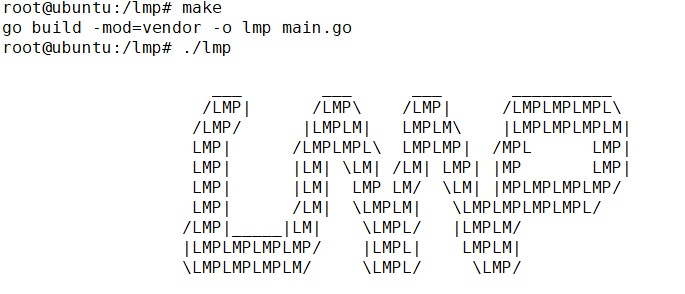 root@ubuntu:/lmp# make
go build -mod=vendor -o lmp main.go
root@ubuntu:/lmp# ./lmp
   ___        ___      ___       __________
  /LMP|      /LMP\    /LMP|     /LMPLMPLMPL\
 /LMP/      |LMPLM|   LMPLM\    |LMPLMPLMPLM|
 LMP|      /LMPLMPL\  LMPLMP|  /MPL      LMP|
 LMP|      |LM| \LM| /LM| LMP| |MP       LMP|
 LMP|      |LM|  LMP LM/  \LM| |MPLMPLMPLMP/
 LMP|      /LM|  \LMPLM|   \LMPLMPLMPLMPL/
/LMP|_____|LM|    \LMPL/   |LMPLM/
|LMPLMPLMPLMP/    |LMPL|    LMPLM|
\LMPLMPLMPLM/     \LMPL/     \LMP/